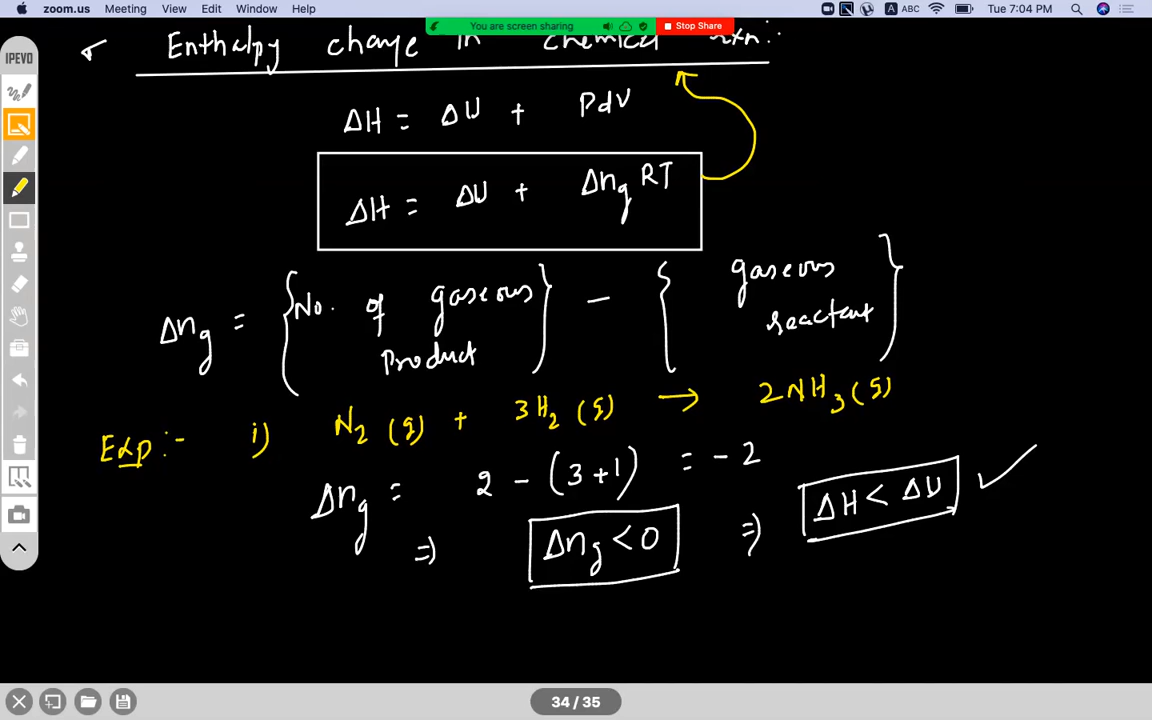 zoom.us Meeting View Edit Window Help ABC Tue 7:04 PM
You are screen sharing Stop Share
IPEVO
Enthalpy change in chemical rxn:
ΔH = ΔU + PdV
ΔH = ΔU + Δng RT
Δng = {No. of gaseous Product} - {gaseous reactant}
Exp:- i) N2 (g) + 3H2 (g) → 2NH3 (g)
Δng = 2 - (3+1) = -2
⇒ Δng < 0 ⇒ ΔH < ΔU ✓
34 / 35